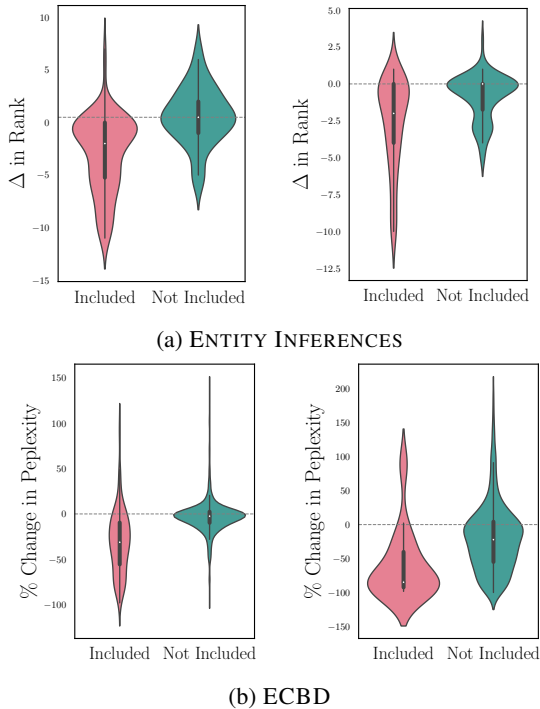 10
5
0
−5
−10
−15
Δ in Rank
Included Not Included
5.0
2.5
0.0
−2.5
−5.0
−7.5
−10.0
−12.5
Δ in Rank
Included Not Included
(a) ENTITY INFERENCES
150
100
50
0
−50
−100
% Change in Peplexity
Included Not Included
200
150
100
50
0
−50
−100
−150
% Change in Peplexity
Included Not Included
(b) ECBD